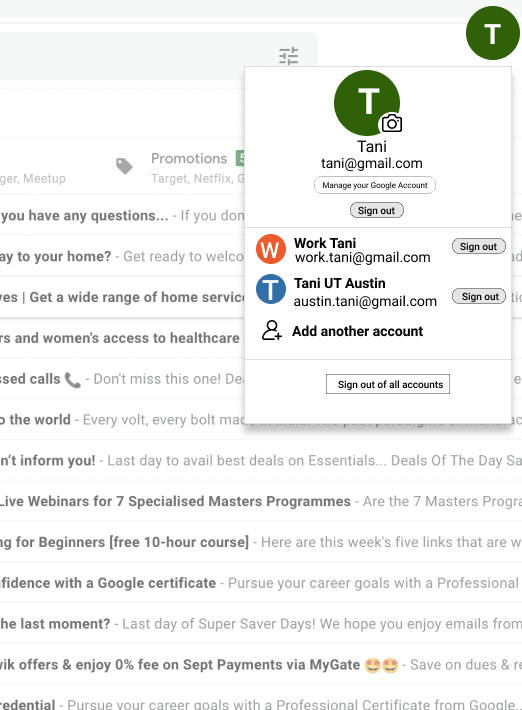 T
T
Tani
tani@gmail.com
Manage your Google Account
Sign out
W Work Tani Sign out
work.tani@gmail.com
T Tani UT Austin Sign out
austin.tani@gmail.com
Add another account
Sign out of all accounts
Promotions
ger, Meetup Target, Netflix, G
you have any questions... - If you don
ay to your home? - Get ready to welco
ves | Get a wide range of home service
rs and women's access to healthcare
ssed calls 📞 - Don't miss this one! Dea
o the world - Every volt, every bolt made
n't inform you! - Last day to avail best deals on Essentials... Deals Of The Day Sa
Live Webinars for 7 Specialised Masters Programmes - Are the 7 Masters Progra
ng for Beginners [free 10-hour course] - Here are this week's five links that are w
nfidence with a Google certificate - Pursue your career goals with a Professional
he last moment? - Last day of Super Saver Days! We hope you enjoy emails from
wik offers & enjoy 0% fee on Sept Payments via MyGate 🤩🤩 - Save on dues & re
redential - Pursue your career goals with a Professional Certificate from Google.